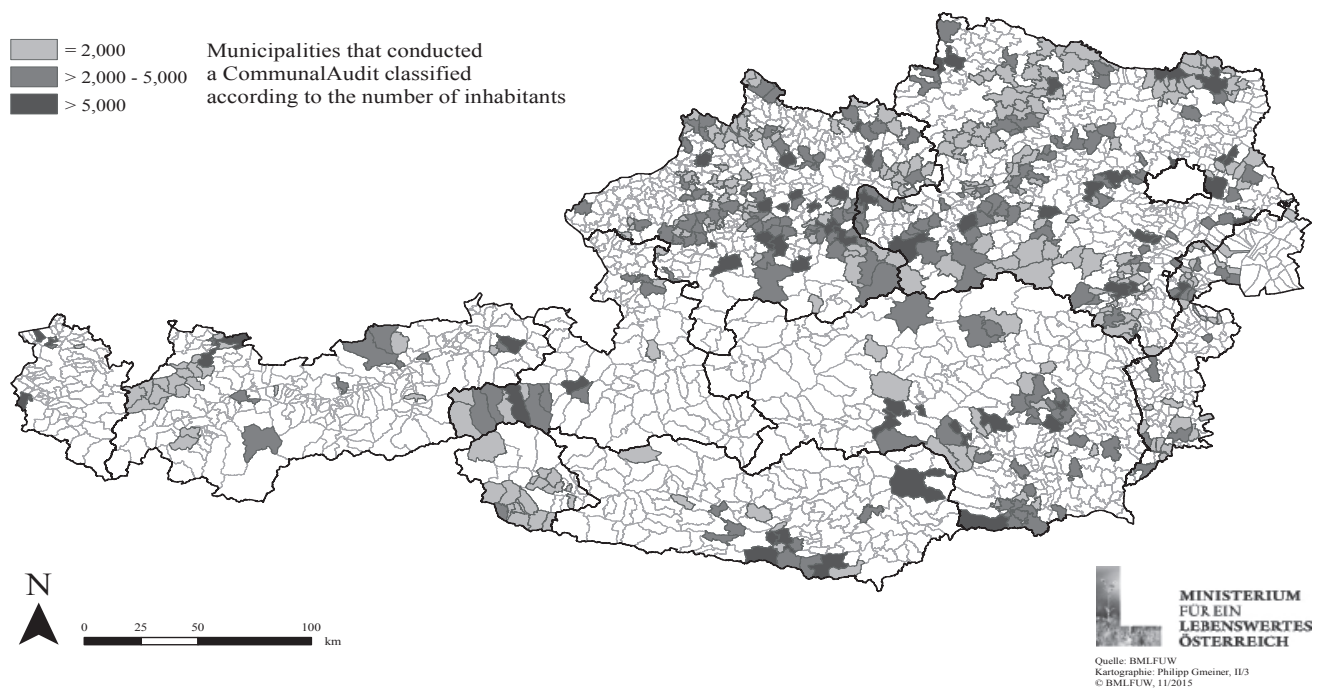 = 2,000
> 2,000 - 5,000
> 5,000
Municipalities that conducted
a CommunalAudit classified
according to the number of inhabitants
N
0 25 50 100
km
MINISTERIUM
FÜR EIN
LEBENSWERTES
ÖSTERREICH
Quelle: BMLFUW
Kartographie: Philipp Gmeiner, II/3
© BMLFUW, 11/2015